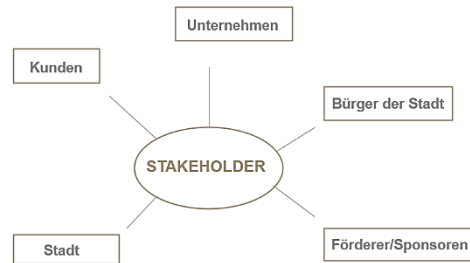 Unternehmen
Kunden
Bürger der Stadt
STAKEHOLDER
Stadt
Förderer/Sponsoren